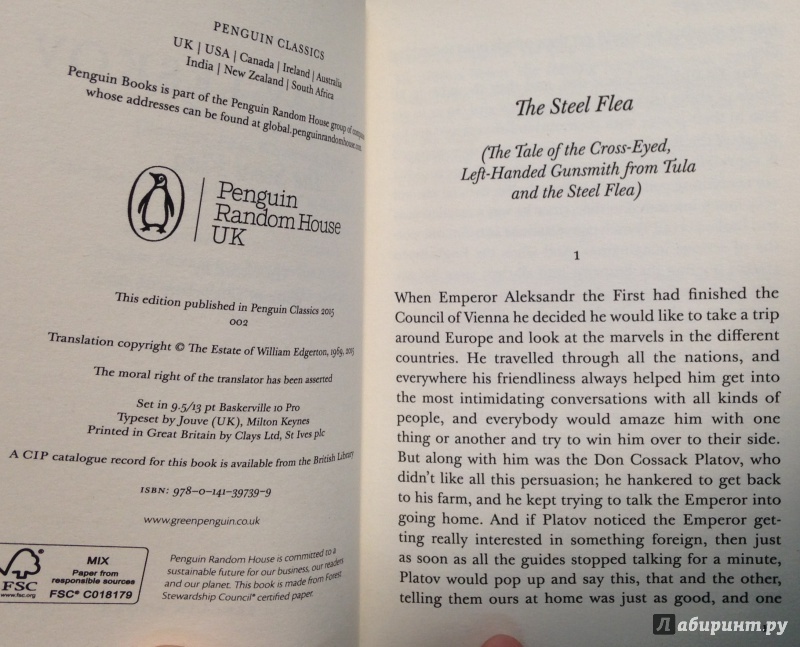 PENGUIN CLASSICS
UK | USA | Canada | Ireland | Australia
India | New Zealand | South Africa
Penguin Books is part of the Penguin Random House group of
whose addresses can be found at global.penguinrandomhouse.com
Penguin
Random House
UK
This edition published in Penguin Classics 2015
002
Translation copyright © The Estate of William Edgerton, 1969, 2015
The moral right of the translator has been asserted
Set in 9.5/13 pt Baskerville 10 Pro
Typeset by Jouve (UK), Milton Keynes
Printed in Great Britain by Clays Ltd, St Ives plc
A CIP catalogue record for this book is available from the British Library
ISBN: 978-0-141-39739-9
www.greenpenguin.co.uk
FSC
www.fsc.org
MIX
Paper from
responsible sources
FSC® C018179
Penguin Random House is committed to a
sustainable future for our business, our readers
and our planet. This book is made from Forest
Stewardship Council® certified paper.
The Steel Flea
(The Tale of the Cross-Eyed,
Left-Handed Gunsmith from Tula
and the Steel Flea)
1
When Emperor Aleksandr the First had finished the
Council of Vienna he decided he would like to take a trip
around Europe and look at the marvels in the different
countries. He travelled through all the nations, and
everywhere his friendliness always helped him get into
the most intimidating conversations with all kinds of
people, and everybody would amaze him with one
thing or another and try to win him over to their side.
But along with him was the Don Cossack Platov, who
didn't like all this persuasion; he hankered to get back
to his farm, and he kept trying to talk the Emperor into
going home. And if Platov noticed the Emperor get-
ting really interested in something foreign, then just
as soon as all the guides stopped talking for a minute,
Platov would pop up and say this, that and the other,
telling them ours at home was just as good, and one
Лабиринт.ру